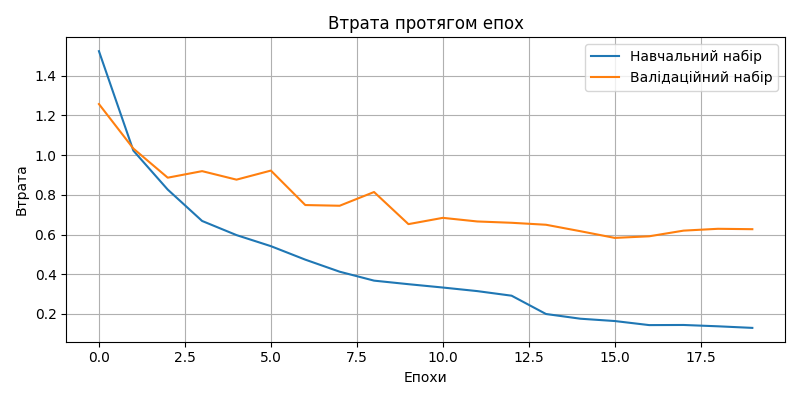 Втрата протягом епох
Навчальний набір
Валідаційний набір
Втрата
1.4
1.2
1.0
0.8
0.6
0.4
0.2
0.0 2.5 5.0 7.5 10.0 12.5 15.0 17.5
Епохи